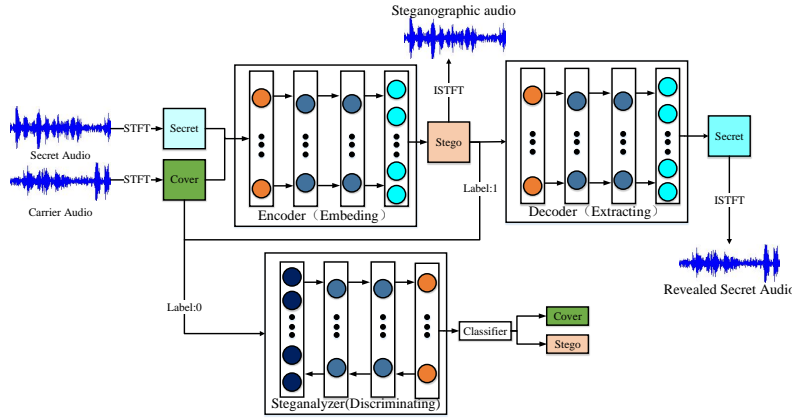 Steganographic audio
STFT
Secret
Secret Audio
STFT
Cover
Carrier Audio
Encoder（Embeding）
ISTFT
Stego
Label:1
Decoder（Extracting）
Secret
ISTFT
Revealed Secret Audio
Label:0
Steganalyzer(Discriminating)
Classifier
Cover
Stego